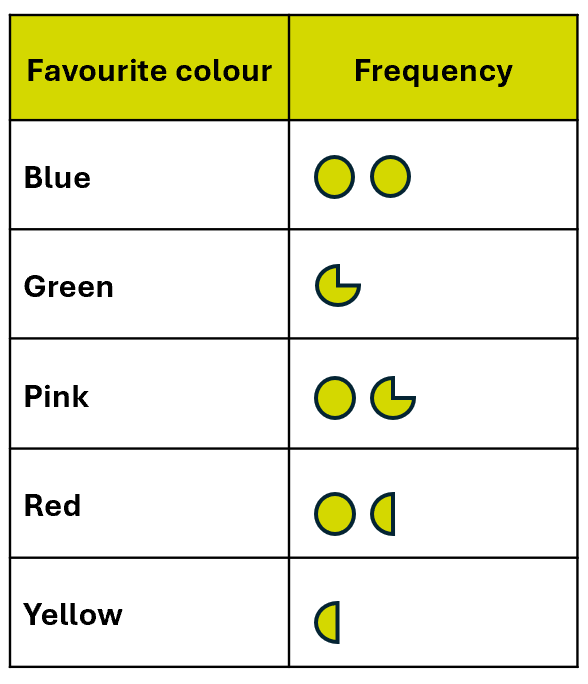 Favourite colour Frequency
Blue
Green
Pink
Red
Yellow